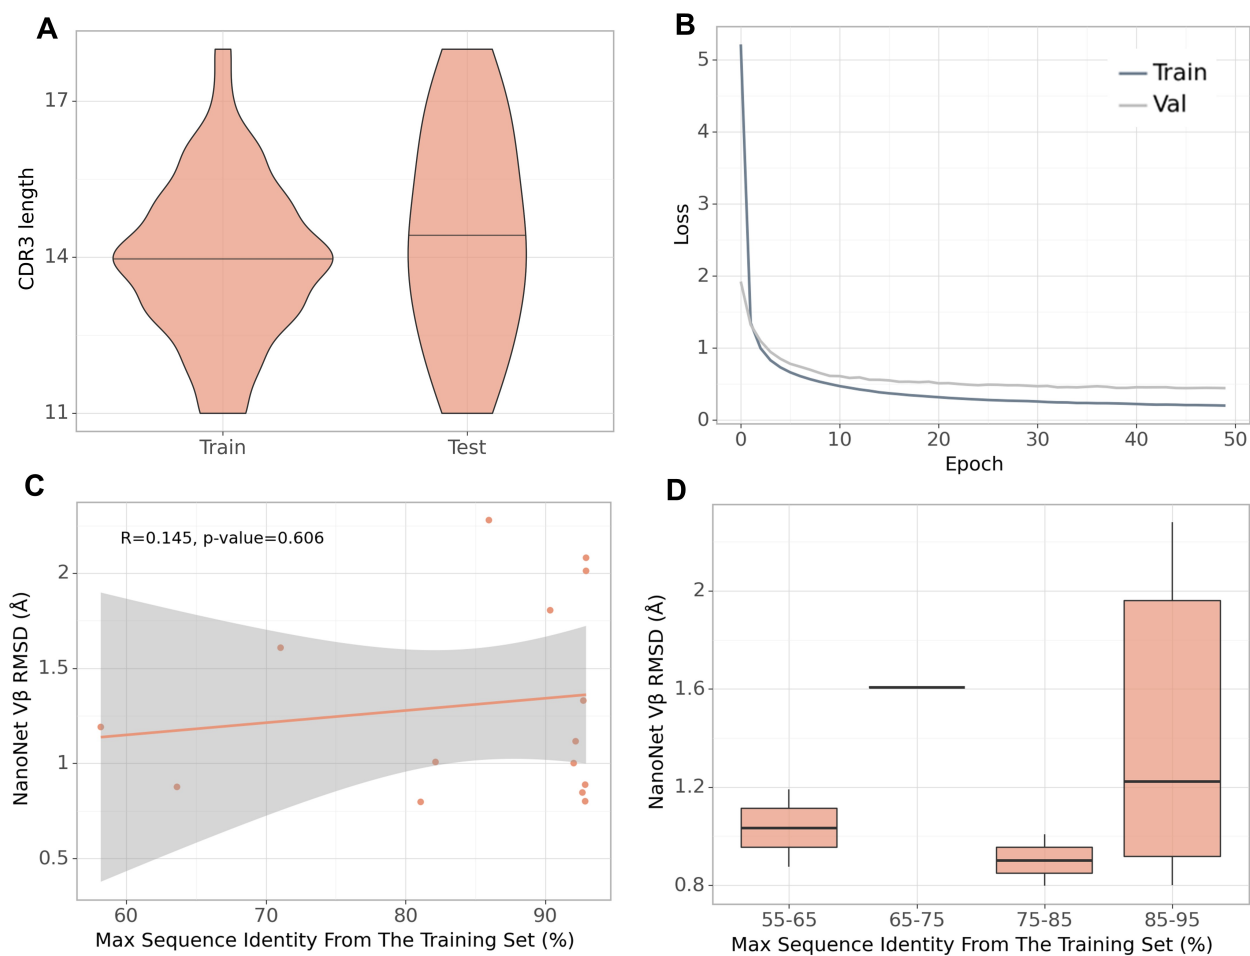 A
CDR3 length
17
14
11
Train
Test
B
Loss
5
4
3
2
1
0
Train
Val
0
10
20
30
40
50
Epoch
C
R=0.145, p-value=0.606
NanoNet Vβ RMSD (Å)
2
1.5
1
0.5
60
70
80
90
Max Sequence Identity From The Training Set (%)
D
NanoNet Vβ RMSD (Å)
2
1.6
1.2
0.8
55-65
65-75
75-85
85-95
Max Sequence Identity From The Training Set (%)